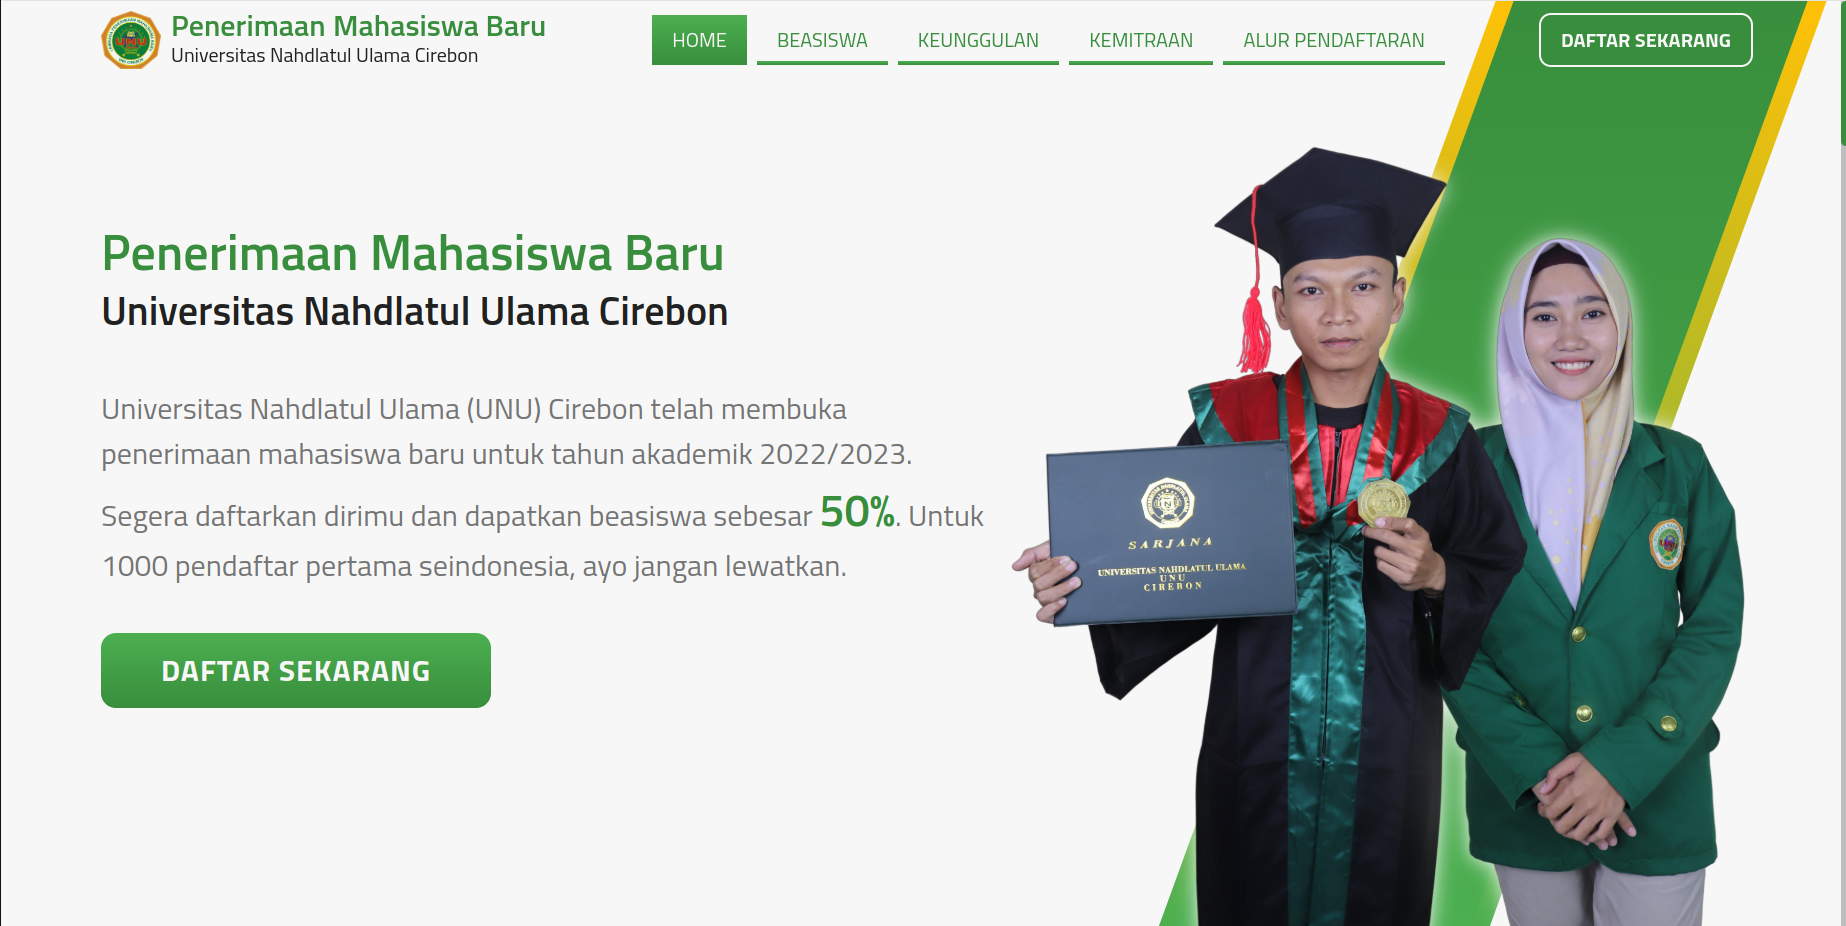 Penerimaan Mahasiswa Baru
Universitas Nahdlatul Ulama Cirebon
HOME
BEASISWA
KEUNGGULAN
KEMITRAAN
ALUR PENDAFTARAN
DAFTAR SEKARANG
Penerimaan Mahasiswa Baru
Universitas Nahdlatul Ulama Cirebon
Universitas Nahdlatul Ulama (UNU) Cirebon telah membuka
penerimaan mahasiswa baru untuk tahun akademik 2022/2023.
Segera daftarkan dirimu dan dapatkan beasiswa sebesar 50%. Untuk
1000 pendaftar pertama seindonesia, ayo jangan lewatkan.
DAFTAR SEKARANG
SARJANA
UNIVERSITAS NAHDLATUL ULAMA
UNU
CIREBON